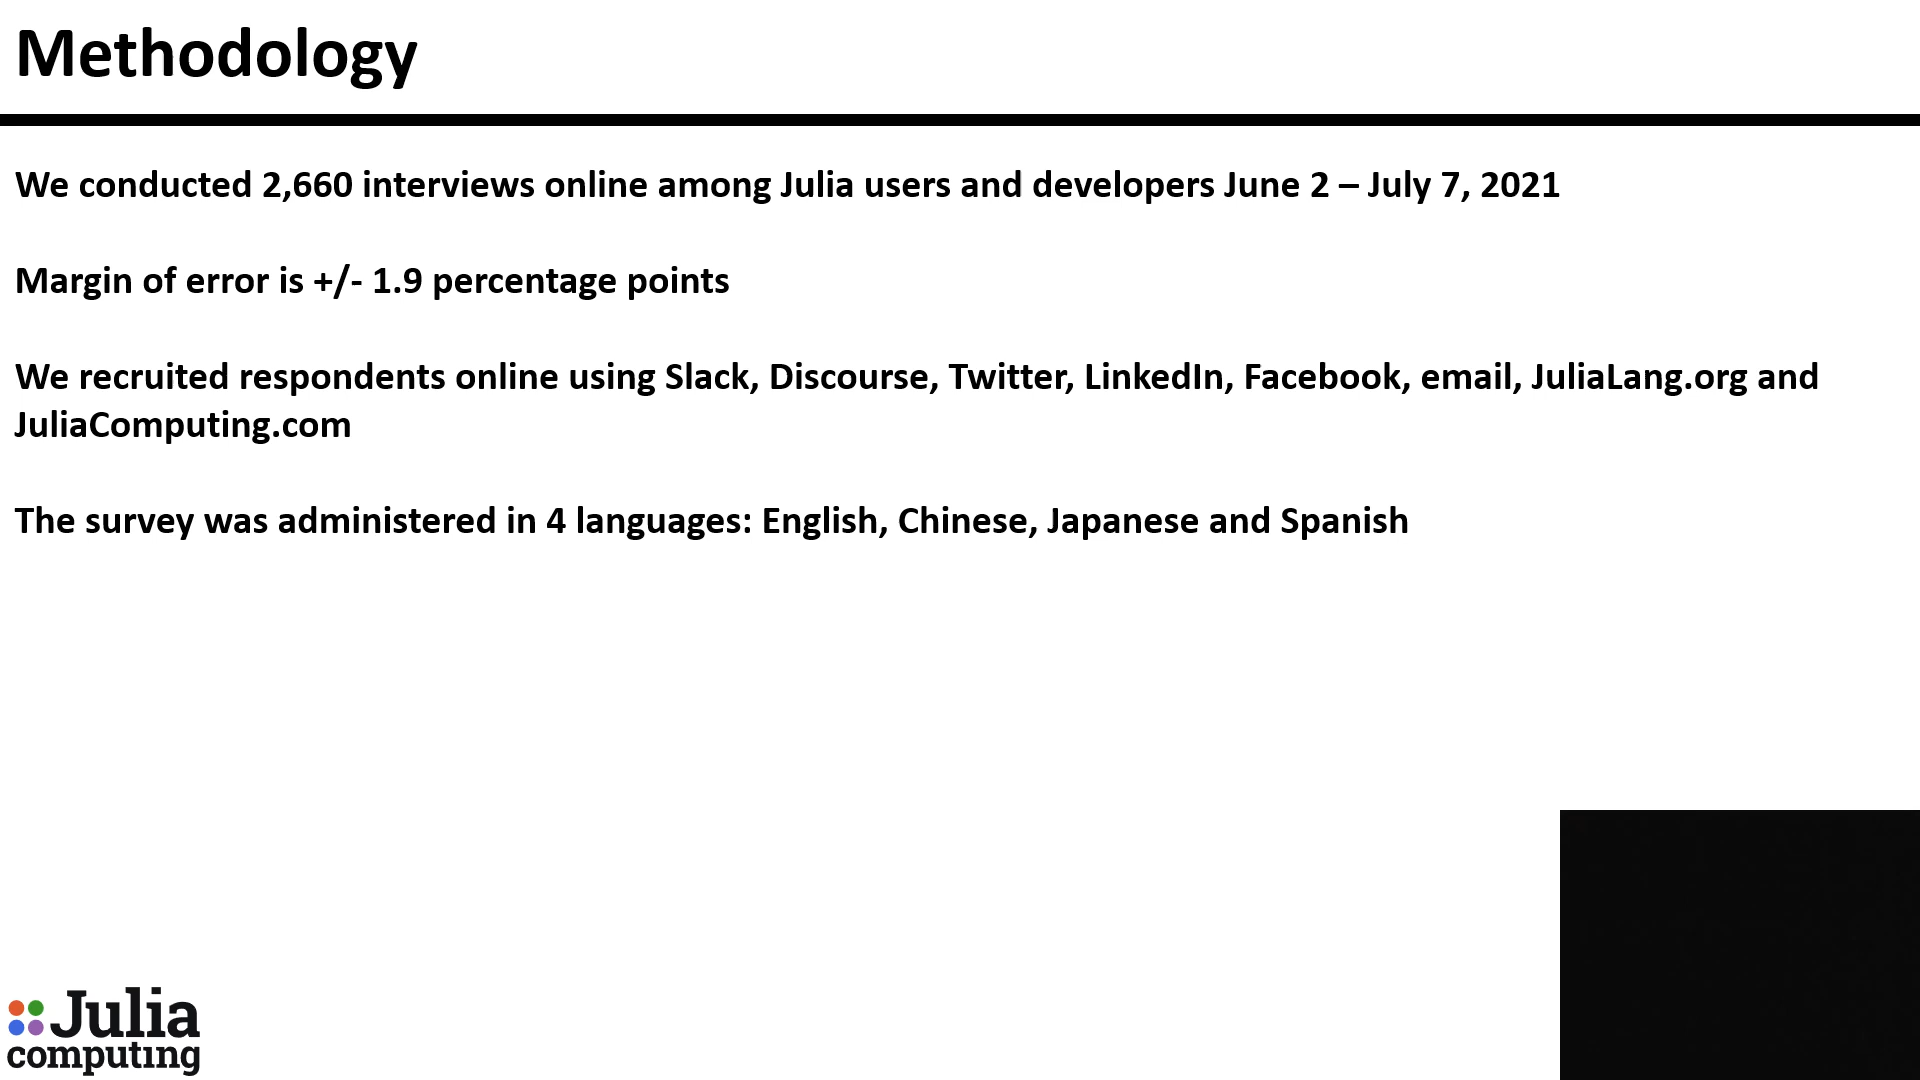 Methodology
We conducted 2,660 interviews online among Julia users and developers June 2 – July 7, 2021
Margin of error is +/- 1.9 percentage points
We recruited respondents online using Slack, Discourse, Twitter, LinkedIn, Facebook, email, JuliaLang.org and
JuliaComputing.com
The survey was administered in 4 languages: English, Chinese, Japanese and Spanish
Julia
computing